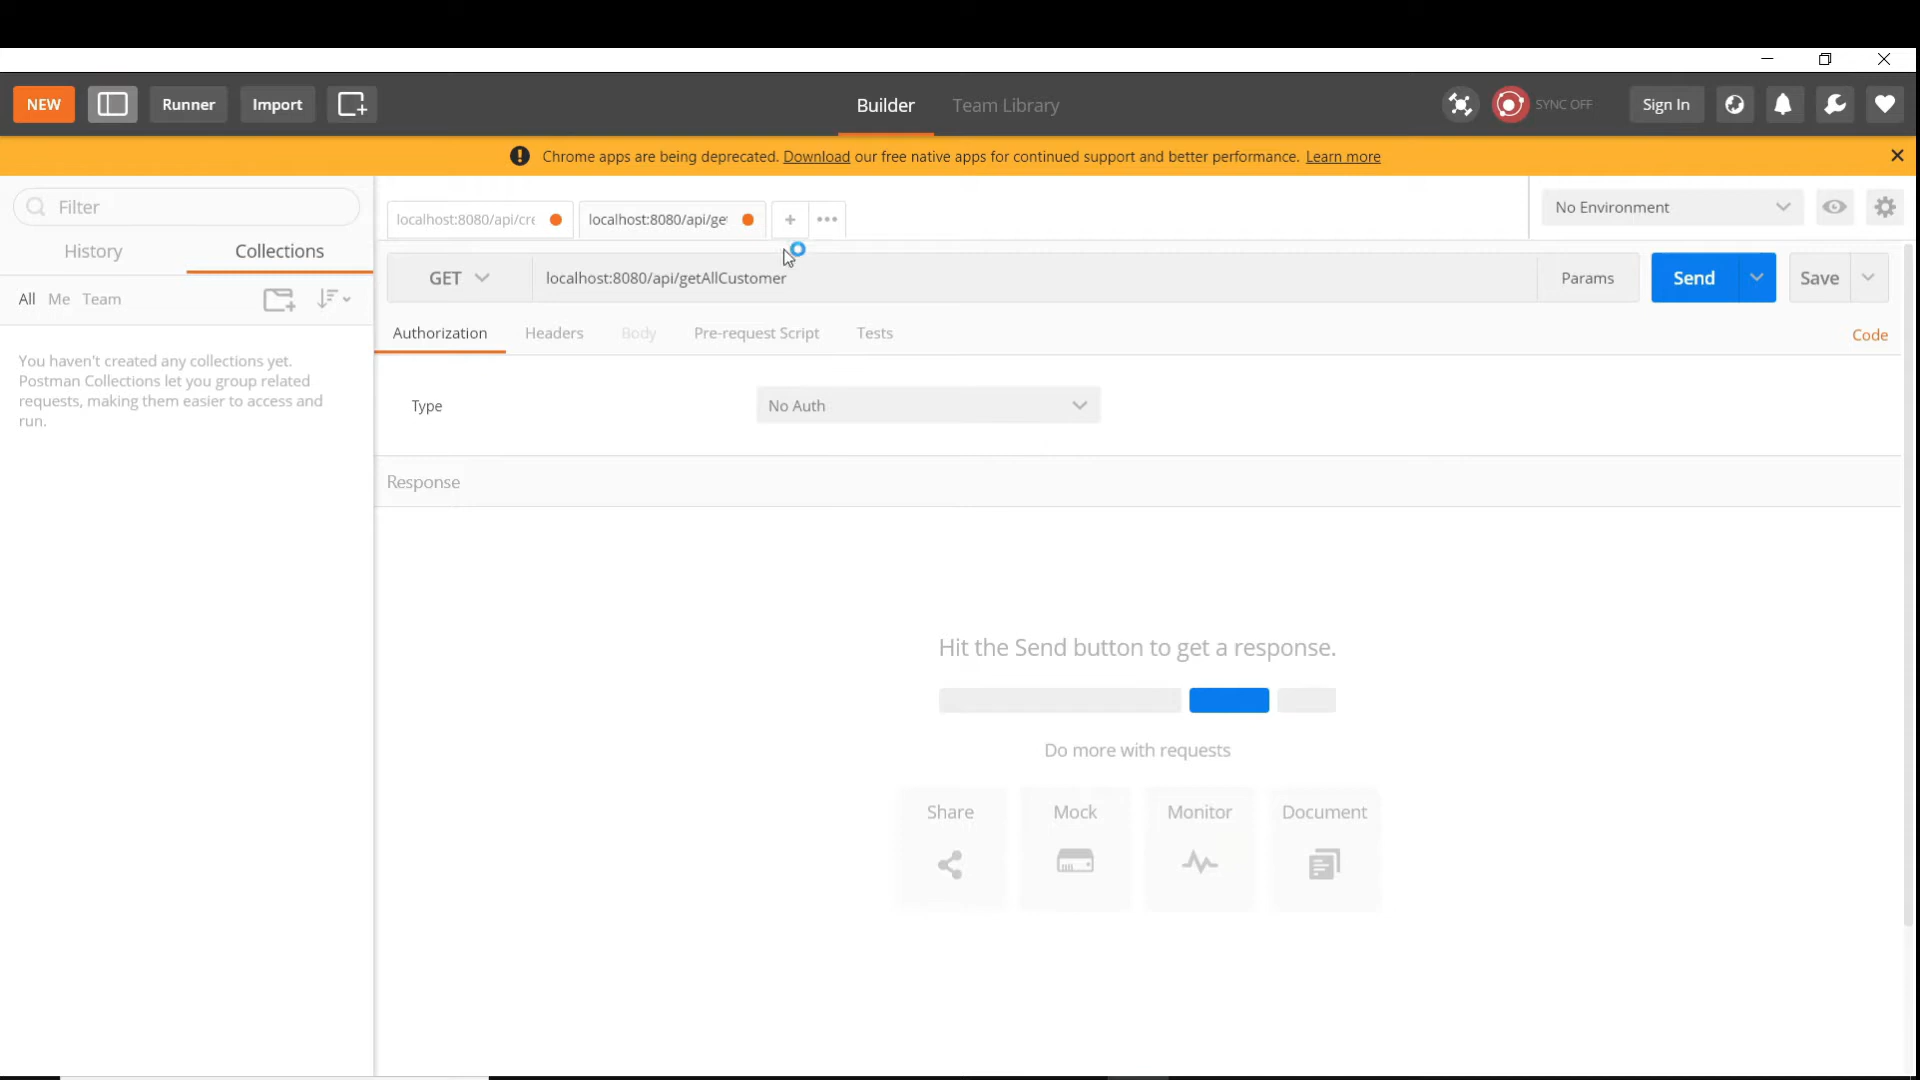 NEW
Runner
Import
Builder
Team Library
SYNC OFF
Sign In
Chrome apps are being deprecated. Download our free native apps for continued support and better performance. Learn more
Filter
History
Collections
All
Me
Team
You haven't created any collections yet.
Postman Collections let you group related
requests, making them easier to access and
run.
localhost:8080/api/cre
localhost:8080/api/ge
No Environment
GET
localhost:8080/api/getAllCustomer
Params
Send
Save
Authorization
Headers
Body
Pre-request Script
Tests
Code
Type
No Auth
Response
Hit the Send button to get a response.
Do more with requests
Share
Mock
Monitor
Document